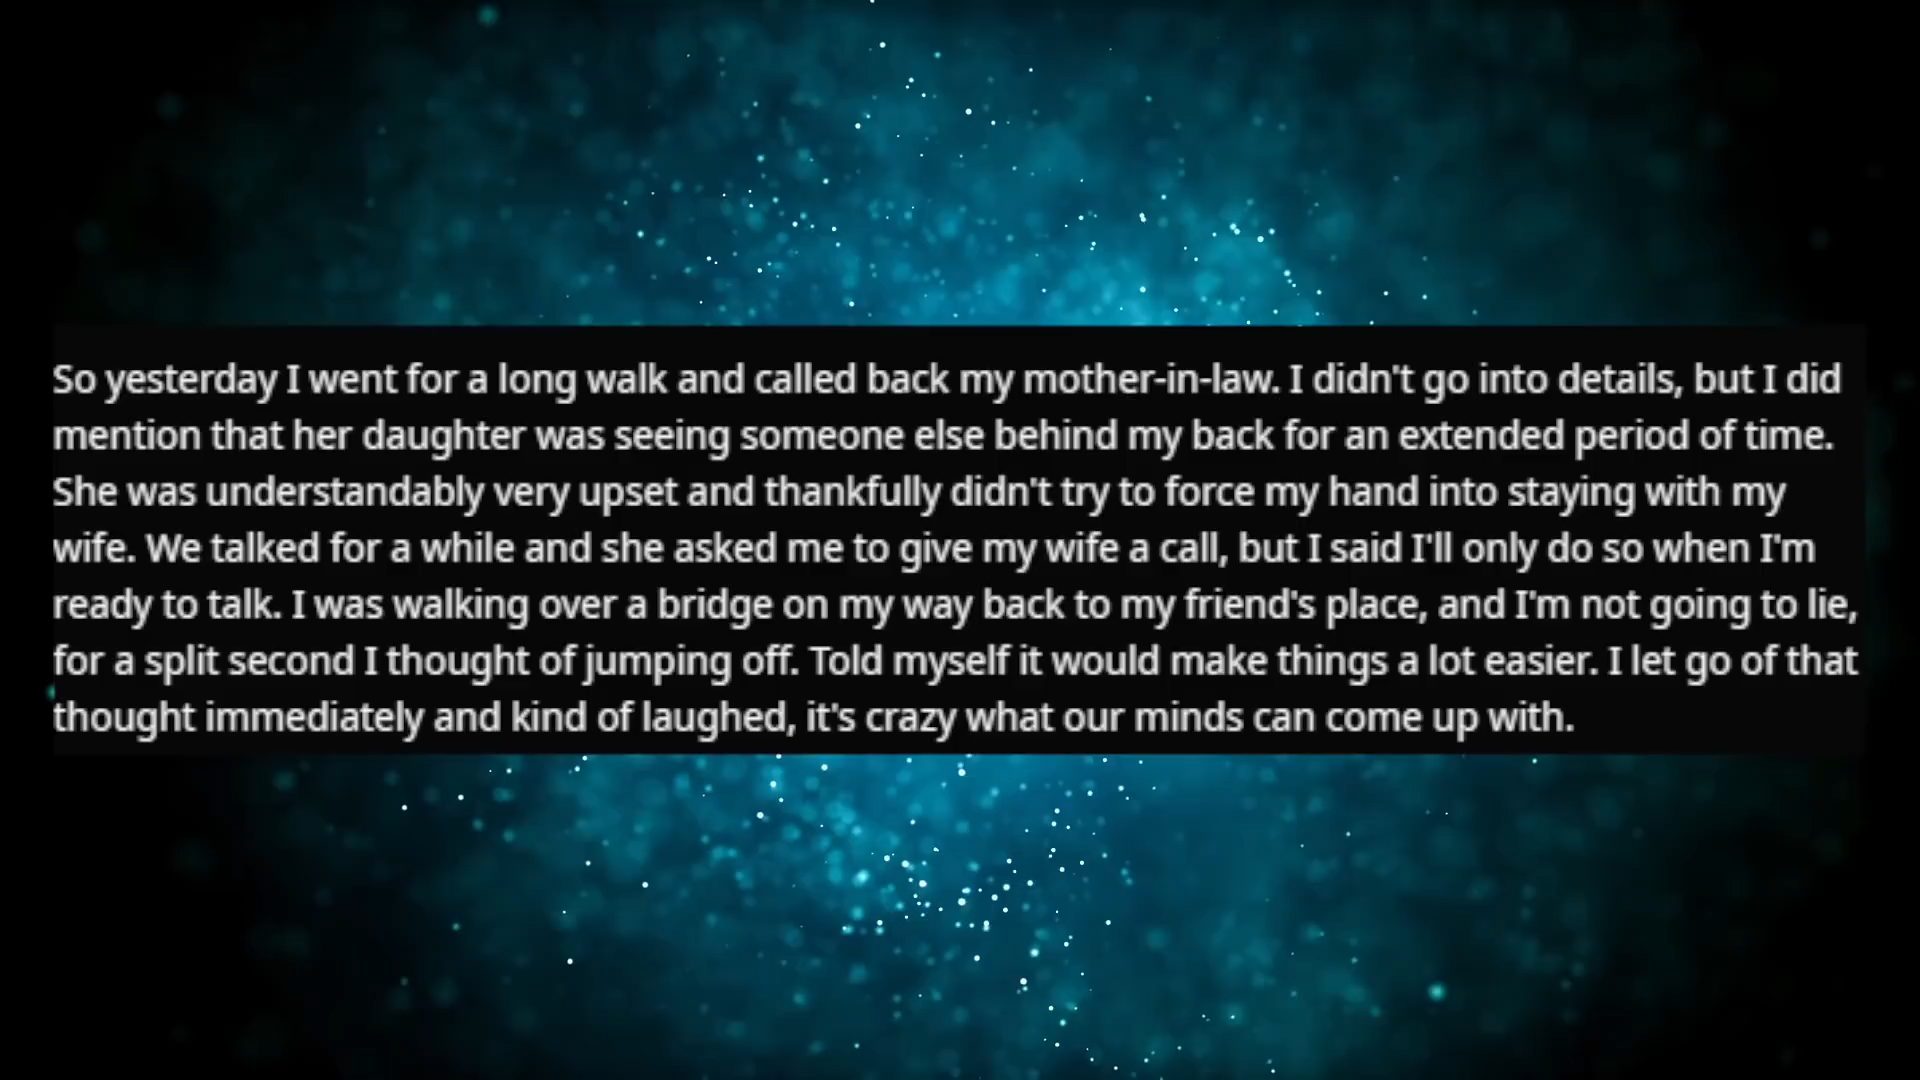 So yesterday I went for a long walk and called back my mother-in-law. I didn't go into details, but I did
mention that her daughter was seeing someone else behind my back for an extended period of time.
She was understandably very upset and thankfully didn't try to force my hand into staying with my
wife. We talked for a while and she asked me to give my wife a call, but I said I'll only do so when I'm
ready to talk. I was walking over a bridge on my way back to my friend's place, and I'm not going to lie,
for a split second I thought of jumping off. Told myself it would make things a lot easier. I let go of that
thought immediately and kind of laughed, it's crazy what our minds can come up with.